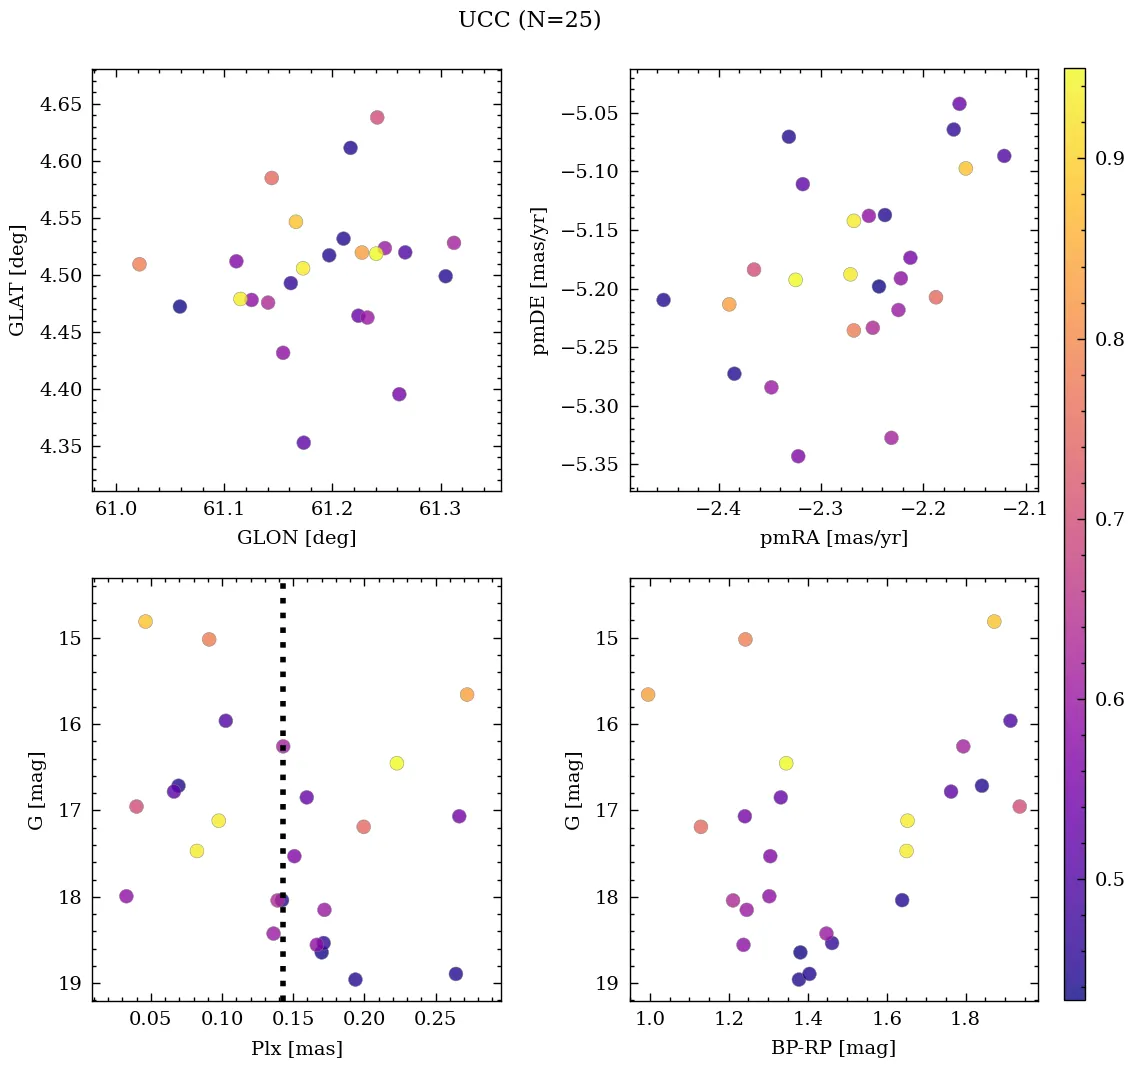 UCC (N=25)
4.65
4.60
4.55
4.50
4.45
4.40
4.35
GLAT [deg]
61.0 61.1 61.2 61.3
GLON [deg]
−5.05
−5.10
−5.15
−5.20
−5.25
−5.30
−5.35
pmDE [mas/yr]
−2.4 −2.3 −2.2 −2.1
pmRA [mas/yr]
0.9
0.8
0.7
0.6
0.5
15
16
17
18
19
G [mag]
0.05 0.10 0.15 0.20 0.25
Plx [mas]
15
16
17
18
19
G [mag]
1.0 1.2 1.4 1.6 1.8
BP-RP [mag]